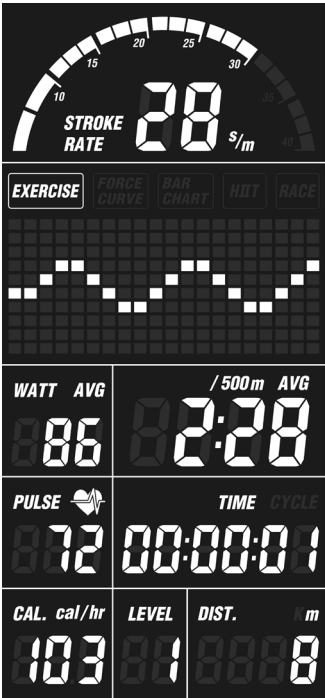 10 15 20 25 30 35 40
STROKE RATE 28 s/m
EXERCISE FORCE CURVE BAR CHART HIIT RACE
WATT AVG
86
/500m AVG
2:28
PULSE
72
TIME CYCLE
00:00:01
CAL. cal/hr
103
LEVEL
1
DIST. Km
8